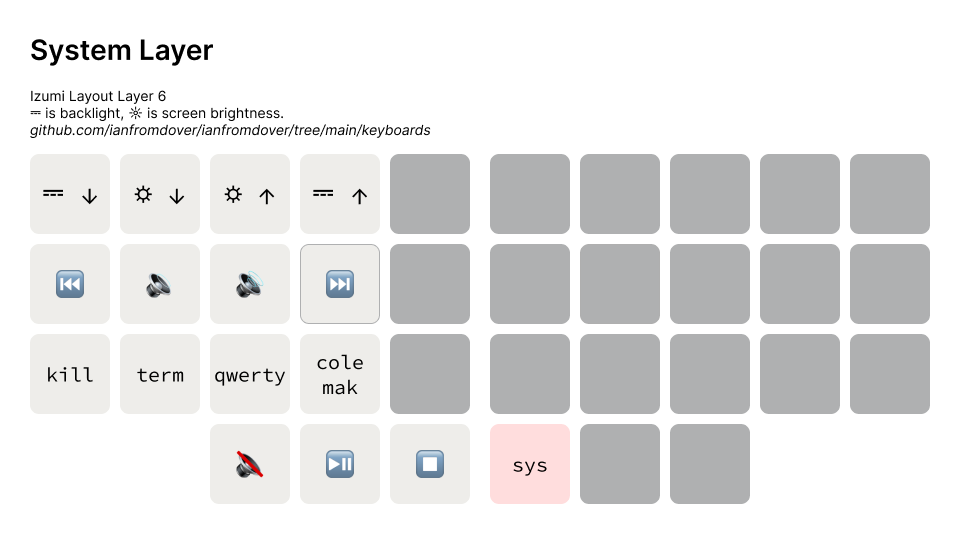 System Layer
Izumi Layout Layer 6
⎓ is backlight, ☼ is screen brightness.
github.com/ianfromdover/ianfromdover/tree/main/keyboards
⎓ ↓ ☼ ↓ ☼ ↑ ⎓ ↑
⏮️ 🔈 🔊 ⏭️
kill term qwerty cole
mak
🔇 ⏯️ ⏹️ sys